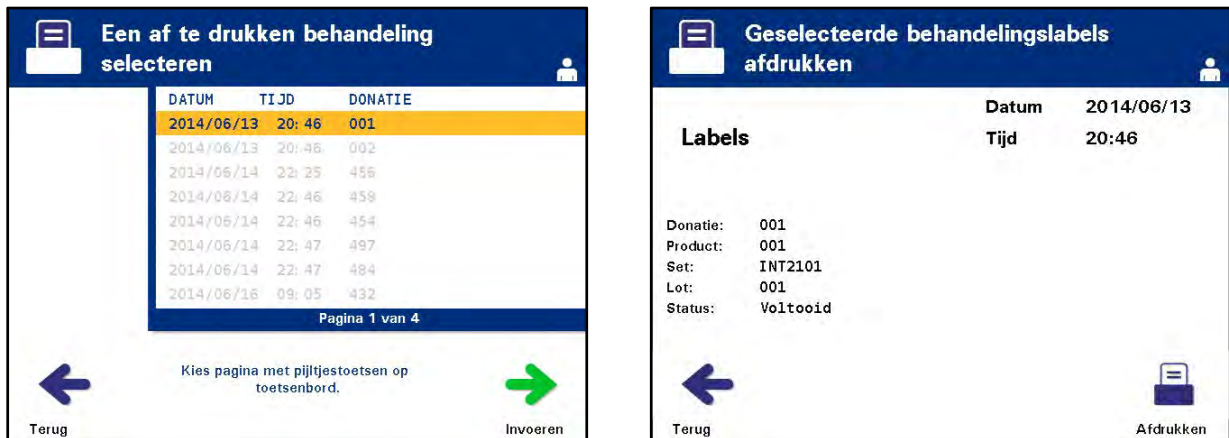 Een af te drukken behandeling
selecteren
DATUM TIJD DONATIE
2014/06/13 20:46 001
2014/06/13 20:46 002
2014/06/14 22:25 456
2014/06/14 22:46 459
2014/06/14 22:46 454
2014/06/14 22:47 497
2014/06/14 22:47 484
2014/06/16 09:05 432
Pagina 1 van 4
Kies pagina met pijltjestoetsen op
toetsenbord.
Terug Invoeren
Geselecteerde behandelingslabels
afdrukken
Datum 2014/06/13
Labels Tijd 20:46
Donatie: 001
Product: 001
Set: INT2101
Lot: 001
Status: Voltooid
Terug Afdrukken